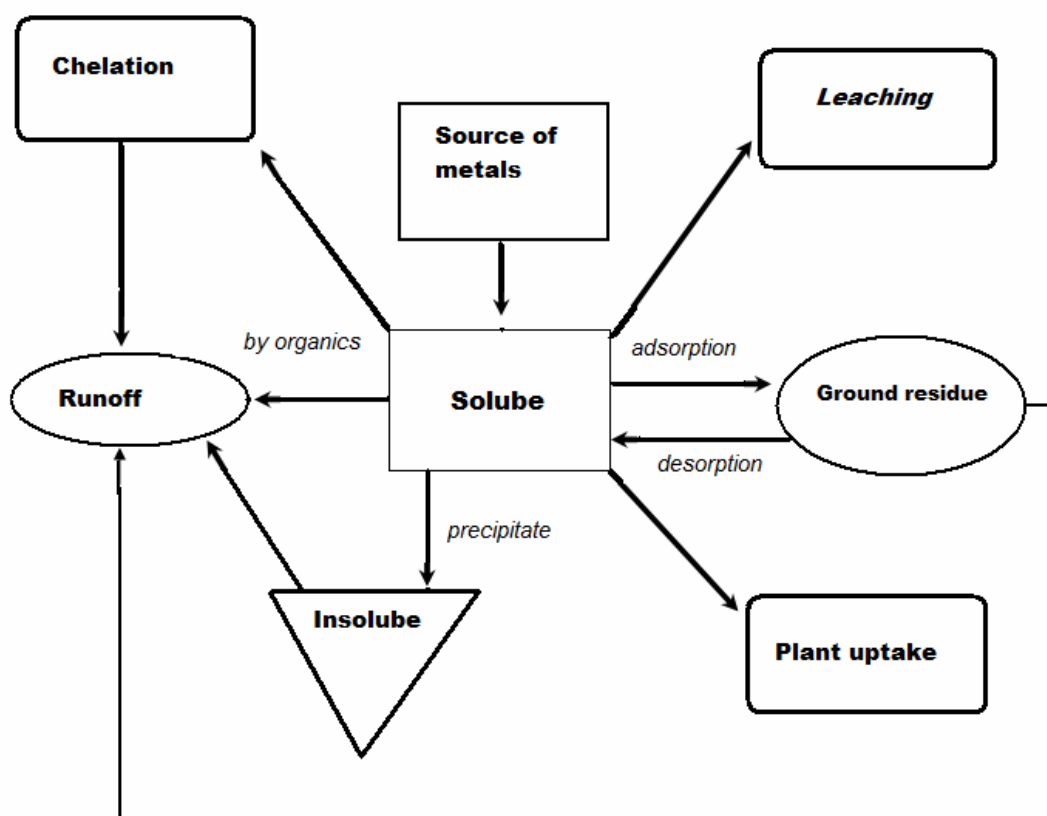 Chelation
Source of
metals
Leaching
by organics
adsorption
Runoff
Solube
Ground residue
desorption
precipitate
Insolube
Plant uptake